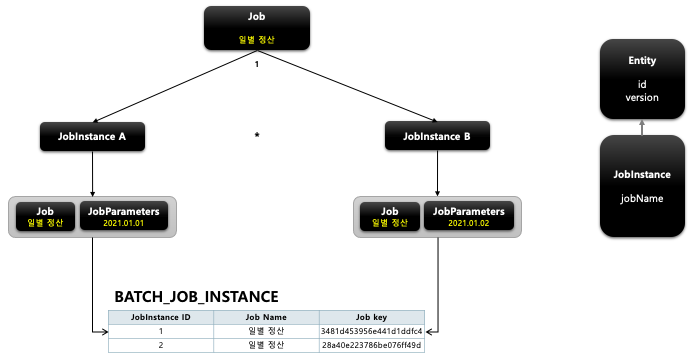 Job
일별 정산
1
Entity
id
version
JobInstance A
*
JobInstance B
JobInstance
jobName
Job
일별 정산
JobParameters
2021.01.01
Job
일별 정산
JobParameters
2021.01.02
BATCH_JOB_INSTANCE
JobInstance ID Job Name Job key
1 일별 정산 3481d453956e441d1ddfc4
2 일별 정산 28a40e223786be076ff49d